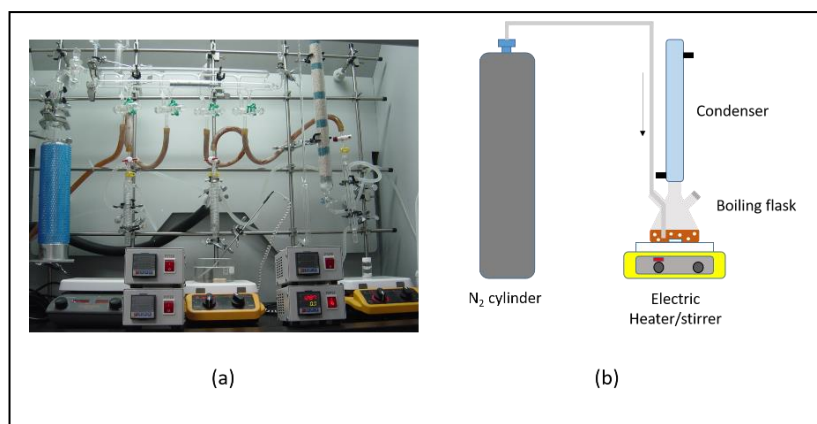 Condenser
Boiling flask
N₂ cylinder
Electric
Heater/stirrer
(a)
(b)